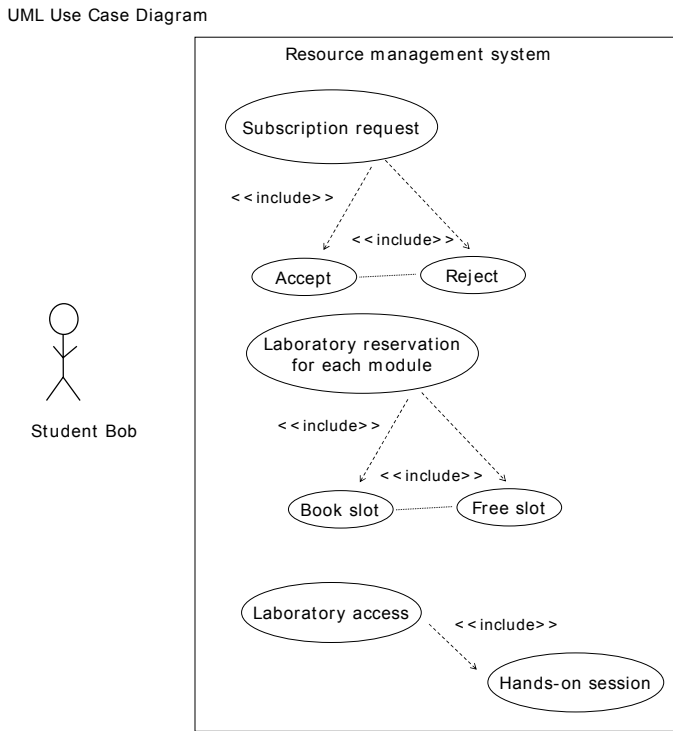 UML Use Case Diagram
Resource management system
Subscription request
<<include>>
<<include>>
Accept
Reject
Laboratory reservation
for each module
Student Bob
<<include>>
<<include>>
Book slot
Free slot
Laboratory access
<<include>>
Hands-on session